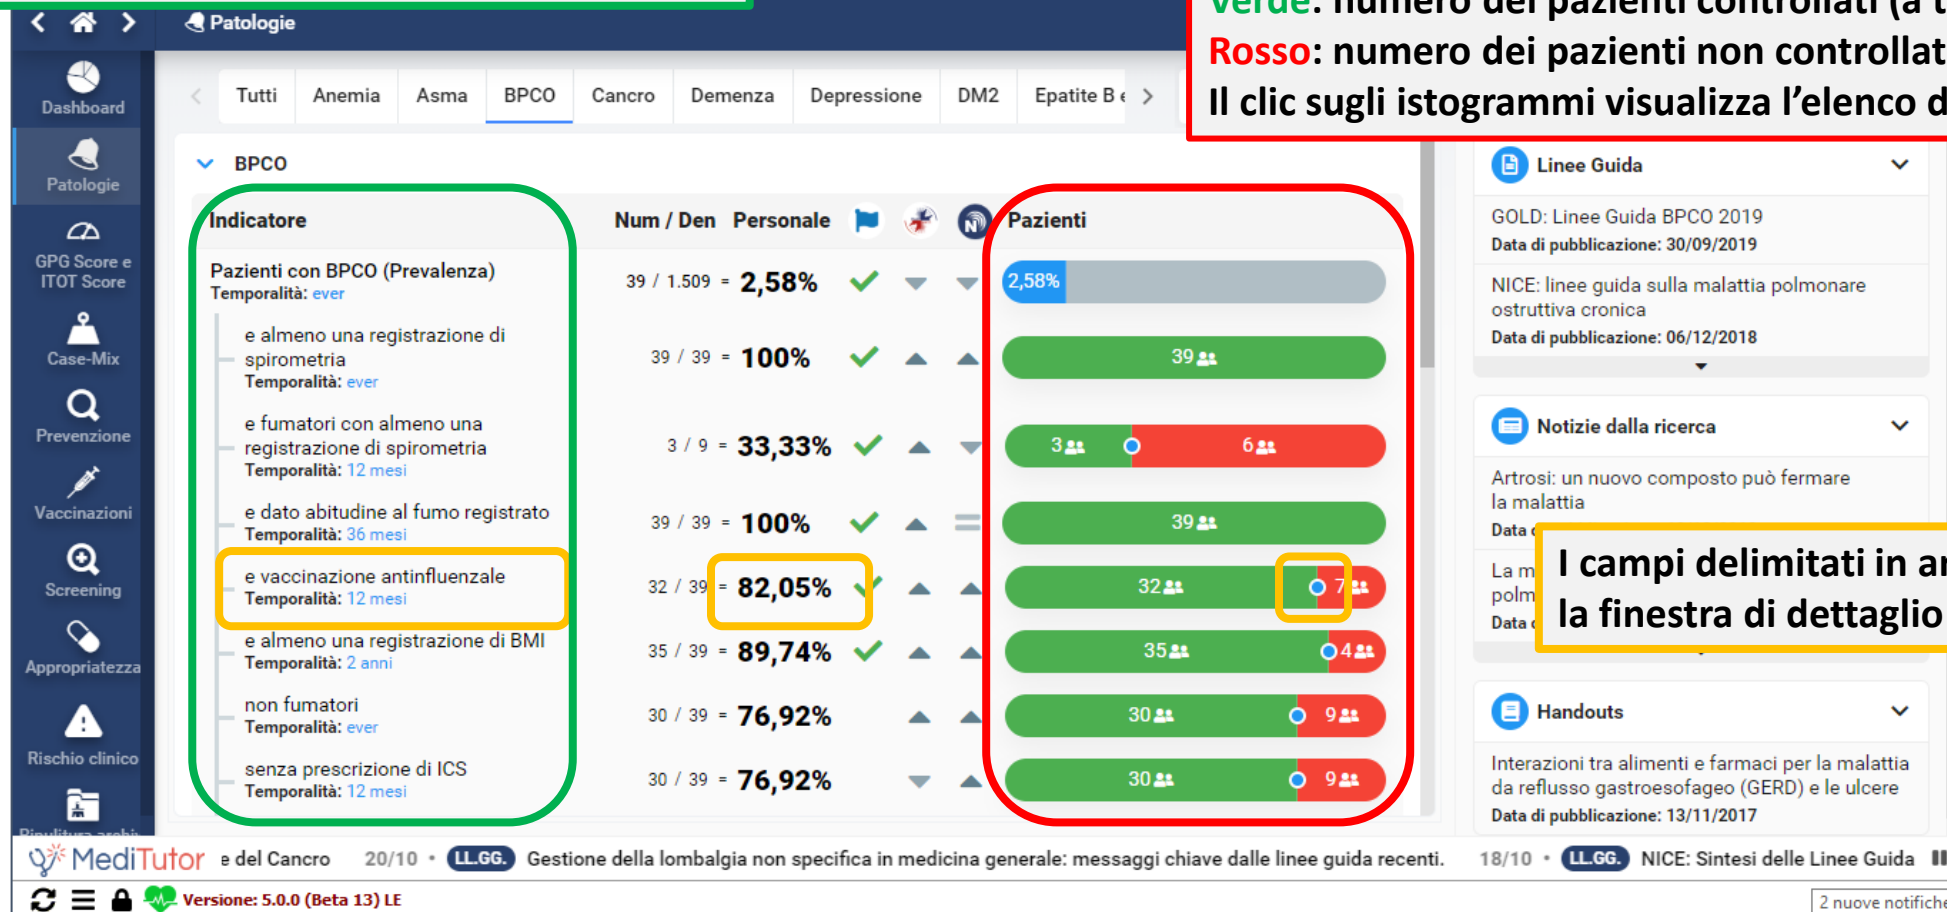 Verde: numero dei pazienti controllati (a t
Rosso: numero dei pazienti non controllat
Il clic sugli istogrammi visualizza l'elenco d
Patologie
Dashboard
Patologie
GPG Score e
ITOT Score
Case-Mix
Prevenzione
Vaccinazioni
Screening
Appropriatezza
Rischio clinico
Tutti Anemia Asma BPCO Cancro Demenza Depressione DM2 Epatite B e
BPCO
Indicatore Num / Den Personale N Pazienti
Pazienti con BPCO (Prevalenza)
Temporalità: ever
39 / 1.509 = 2,58% 2,58%
e almeno una registrazione di
spirometria
Temporalità: ever
39 / 39 = 100% 39
e fumatori con almeno una
registrazione di spirometria
Temporalità: 12 mesi
3 / 9 = 33,33% 3 6
e dato abitudine al fumo registrato
Temporalità: 36 mesi
39 / 39 = 100% 39
e vaccinazione antinfluenzale
Temporalità: 12 mesi
32 / 39 = 82,05% 32 7
e almeno una registrazione di BMI
Temporalità: 2 anni
35 / 39 = 89,74% 35 4
non fumatori
Temporalità: ever
30 / 39 = 76,92% 30 9
senza prescrizione di ICS
Temporalità: 12 mesi
30 / 39 = 76,92% 30 9
Linee Guida
GOLD: Linee Guida BPCO 2019
Data di pubblicazione: 30/09/2019
NICE: linee guida sulla malattia polmonare
ostruttiva cronica
Data di pubblicazione: 06/12/2018
Notizie dalla ricerca
Artrosi: un nuovo composto può fermare
la malattia
Data
La m
polm
Data
I campi delimitati in ar
la finestra di dettaglio
Handouts
Interazioni tra alimenti e farmaci per la malattia
da reflusso gastroesofageo (GERD) e le ulcere
Data di pubblicazione: 13/11/2017
MediTutor e del Cancro 20/10 • LL.GG. Gestione della lombalgia non specifica in medicina generale: messaggi chiave dalle linee guida recenti. 18/10 • LL.GG. NICE: Sintesi delle Linee Guida
Versione: 5.0.0 (Beta 13) LE
2 nuove notifiche